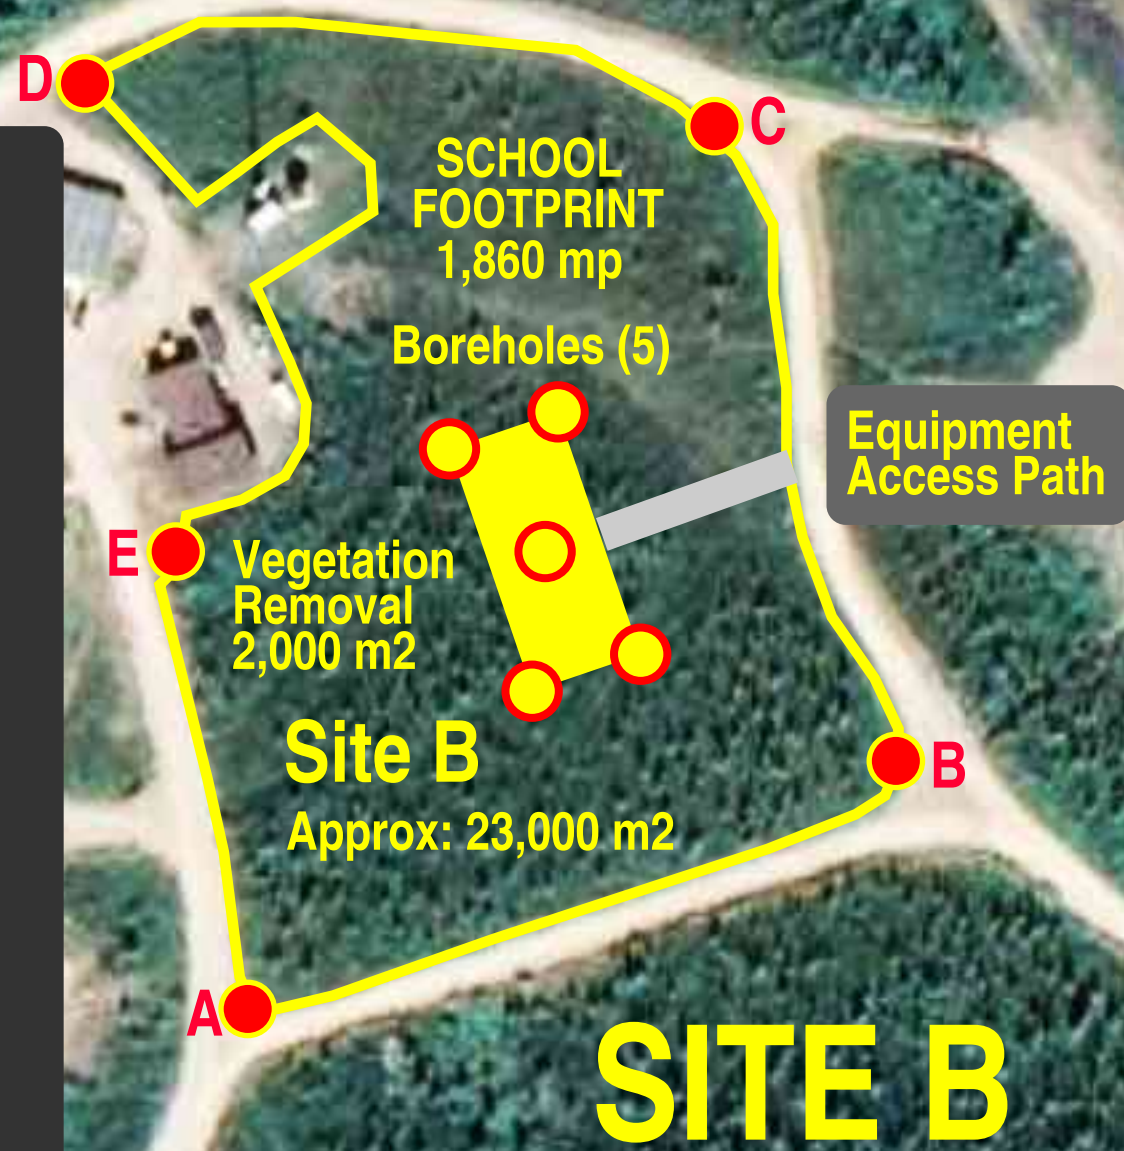 D
C
SCHOOL
FOOTPRINT
1,860 mp
Boreholes (5)
Equipment
Access Path
E
Vegetation
Removal
2,000 m2
Site B
B
Approx: 23,000 m2
A
SITE B